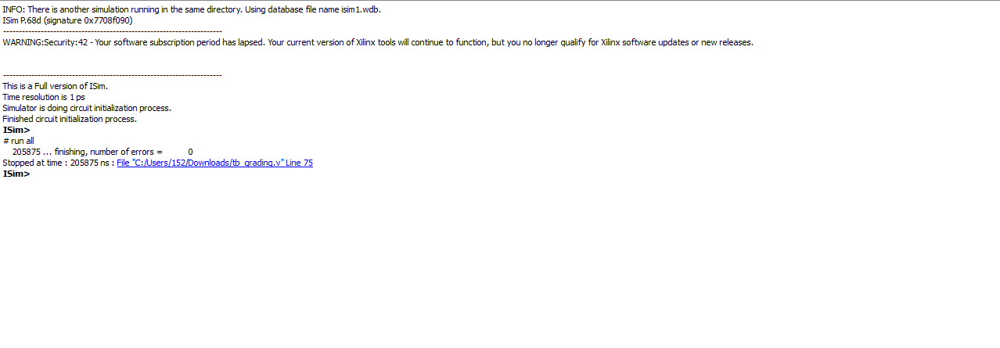 INFO: There is another simulation running in the same directory. Using database file name isim1.wdb.
ISim P.68d (signature 0x7708f090)
----------------------------------------------------------------------
WARNING:Security:42 - Your software subscription period has lapsed. Your current version of Xilinx tools will continue to function, but you no longer qualify for Xilinx software updates or new releases.
----------------------------------------------------------------------
This is a Full version of ISim.
Time resolution is 1 ps
Simulator is doing circuit initialization process.
Finished circuit initialization process.
ISim>
# run all
205875 ... finishing, number of errors = 0
Stopped at time : 205875 ns : File "C:/Users/152/Downloads/tb_grading.v" Line 75
ISim>